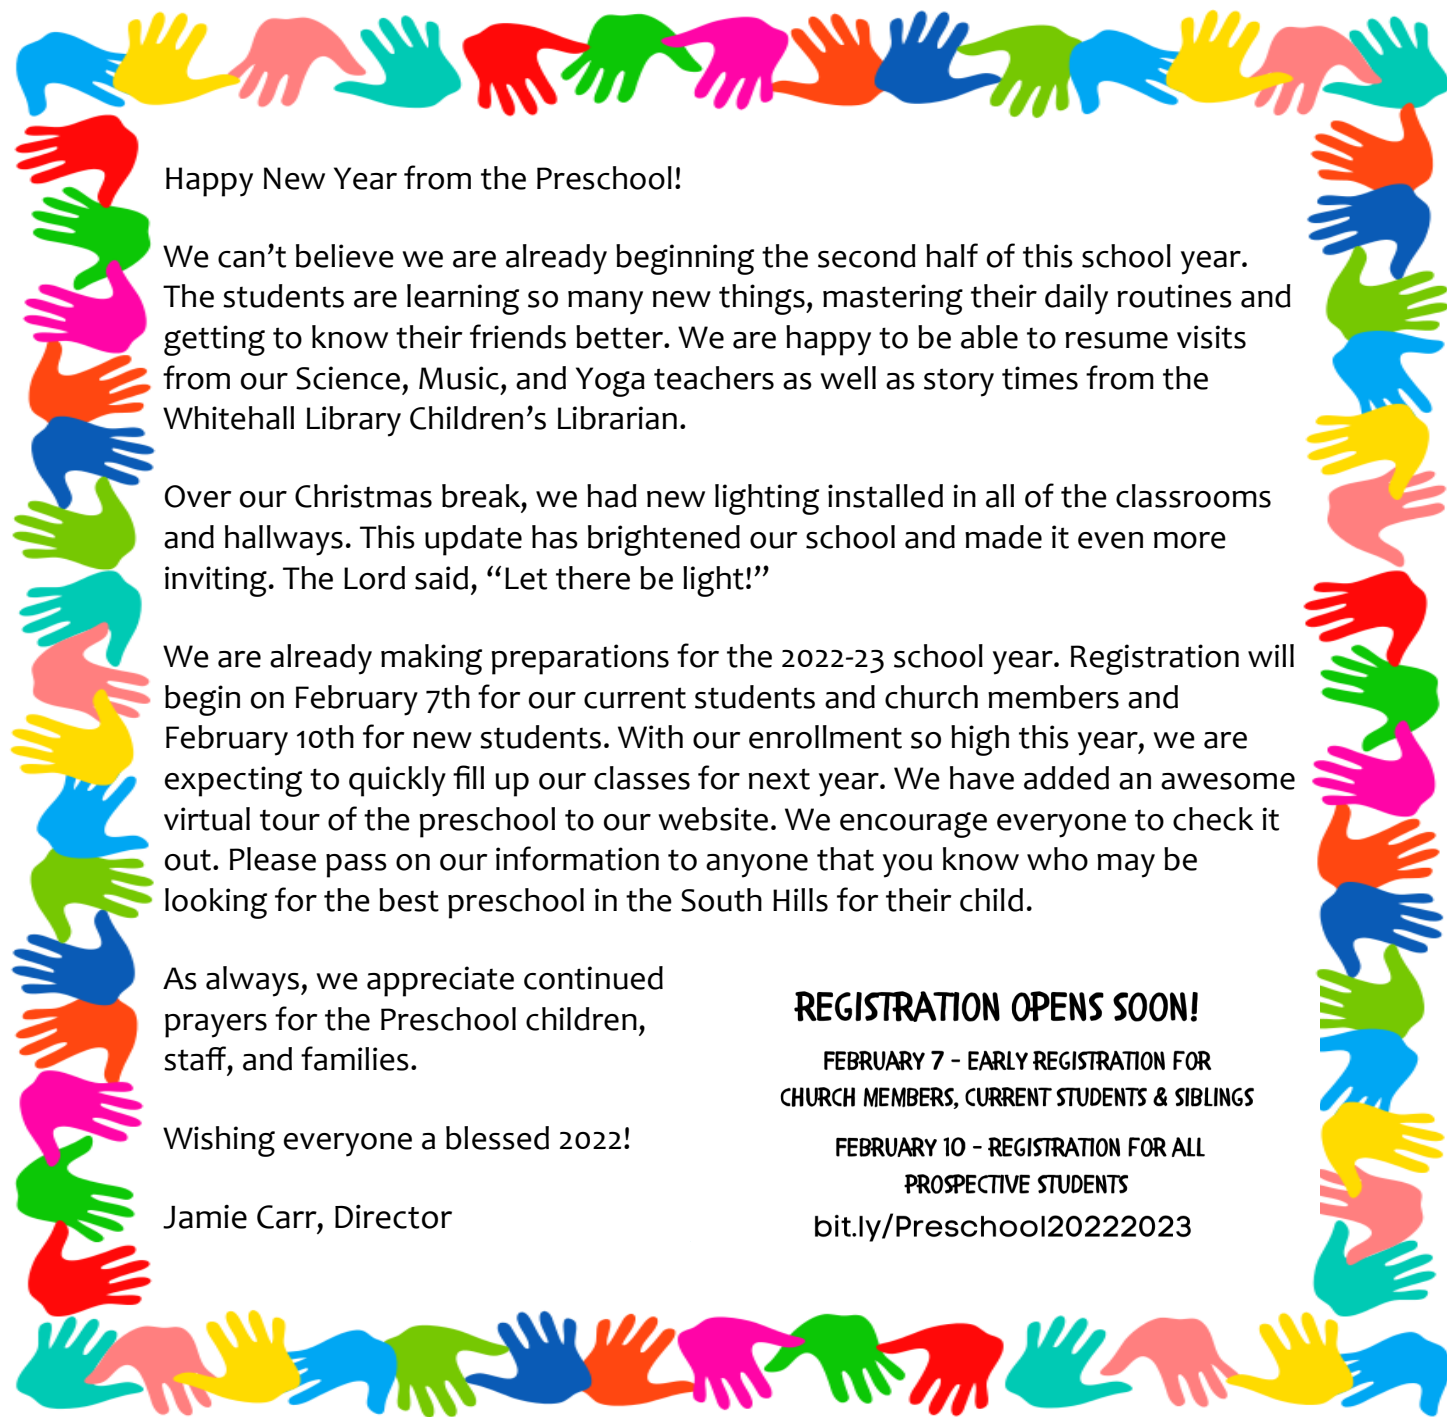 Happy New Year from the Preschool!
We can’t believe we are already beginning the second half of this school year.
The students are learning so many new things, mastering their daily routines and
getting to know their friends better. We are happy to be able to resume visits
from our Science, Music, and Yoga teachers as well as story times from the
Whitehall Library Children’s Librarian.
Over our Christmas break, we had new lighting installed in all of the classrooms
and hallways. This update has brightened our school and made it even more
inviting. The Lord said, “Let there be light!”
We are already making preparations for the 2022-23 school year. Registration will
begin on February 7th for our current students and church members and
February 10th for new students. With our enrollment so high this year, we are
expecting to quickly fill up our classes for next year. We have added an awesome
virtual tour of the preschool to our website. We encourage everyone to check it
out. Please pass on our information to anyone that you know who may be
looking for the best preschool in the South Hills for their child.
As always, we appreciate continued
prayers for the Preschool children,
staff, and families.
Wishing everyone a blessed 2022!
Jamie Carr, Director
REGISTRATION OPENS SOON!
FEBRUARY 7 - EARLY REGISTRATION FOR
CHURCH MEMBERS, CURRENT STUDENTS & SIBLINGS
FEBRUARY 10 - REGISTRATION FOR ALL
PROSPECTIVE STUDENTS
bit.ly/Preschool20222023